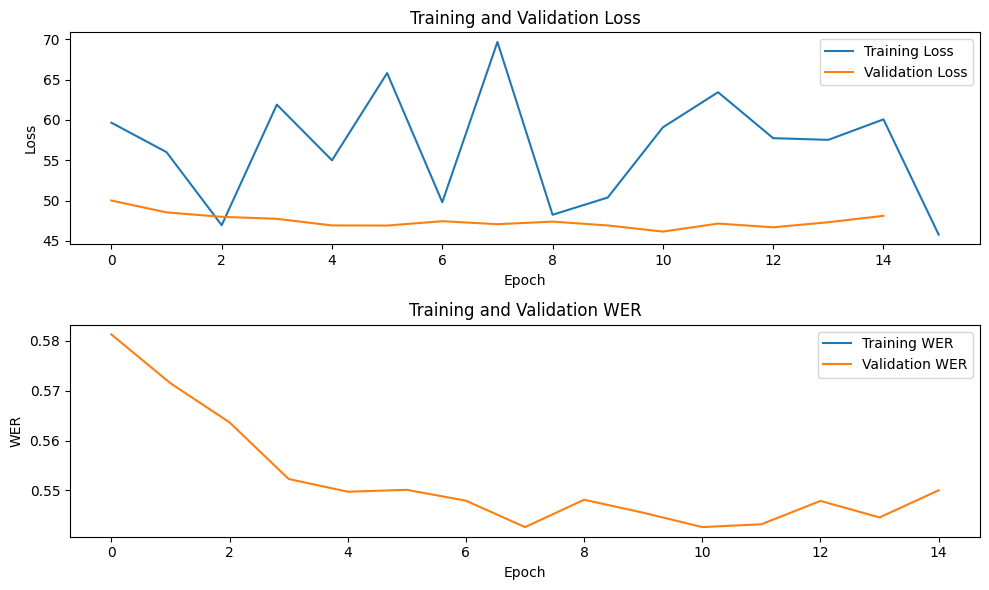 Training and Validation Loss
70
65
60
55
50
45
Loss
Training Loss
Validation Loss
0 2 4 6 8 10 12 14
Epoch
Training and Validation WER
0.58
0.57
0.56
0.55
WER
Training WER
Validation WER
0 2 4 6 8 10 12 14
Epoch